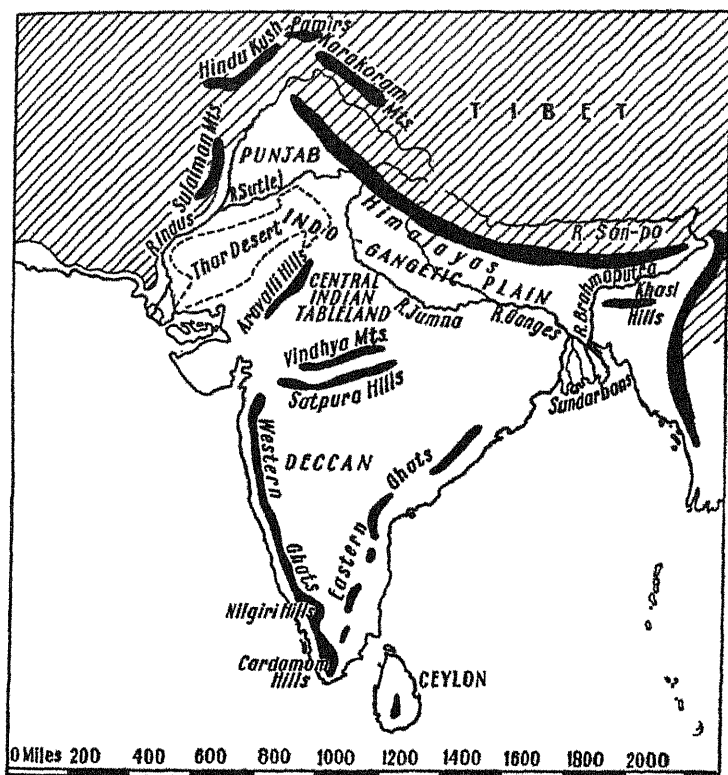 Pamirs
Hindu Kush
Karakoram
Mts.
TIBET
Sulaiman Mts.
PUNJAB
R.Sutlej
R.Indus
Thar Desert
INDO
GANGETIC PLAIN
Himalayas
R. San-po
R.Brahmaputra
Khasi
Hills
Aravalli Hills
CENTRAL
INDIAN
TABLELAND
R.Jumna
R.Ganges
Vindhya Mts.
Satpura Hills
Sundarbans
Western
Ghats
DECCAN
Eastern
Ghats
Nilgiri Hills
Cardamom
Hills
CEYLON
0 Miles 200 400 600 800 1000 1200 1400 1600 1800 2000